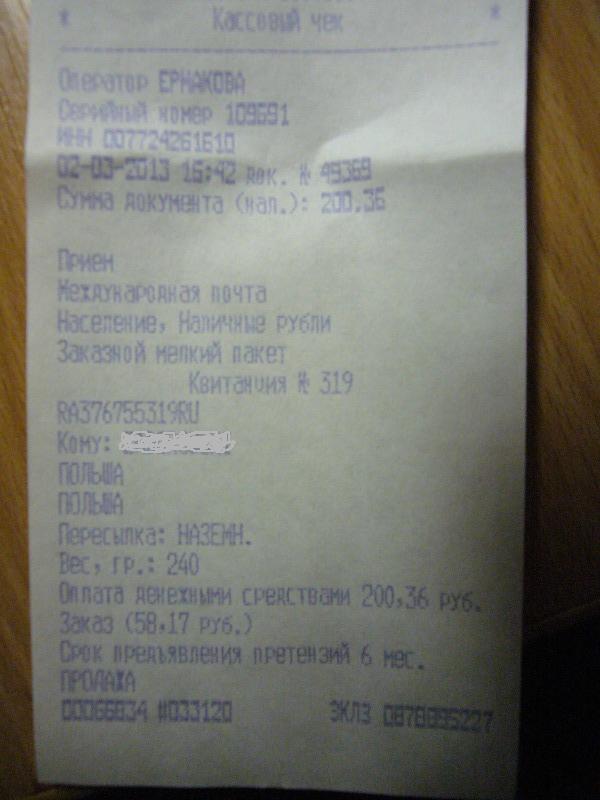 * Кассовый чек *
Оператор ЕРМАКОВА
Серийный номер 109691
ИНН 007724261610
02-03-2013 16:42 док. № 49369
Сумма документа (нал.): 200.36
Прием
Международная почта
Население, Наличные рубли
Заказной мелкий пакет
Квитанция № 319
RA376755319RU
Кому:
ПОЛЬША
ПОЛЬША
Пересылка: НАЗЕМН.
Вес, гр.: 240
Оплата денежными средствами 200,36 руб.
Заказ (58,17 руб.)
Срок предъявления претензий 6 мес.
ПРОДАЖА
00066834 #033120 ЭКЛЗ 0878895227